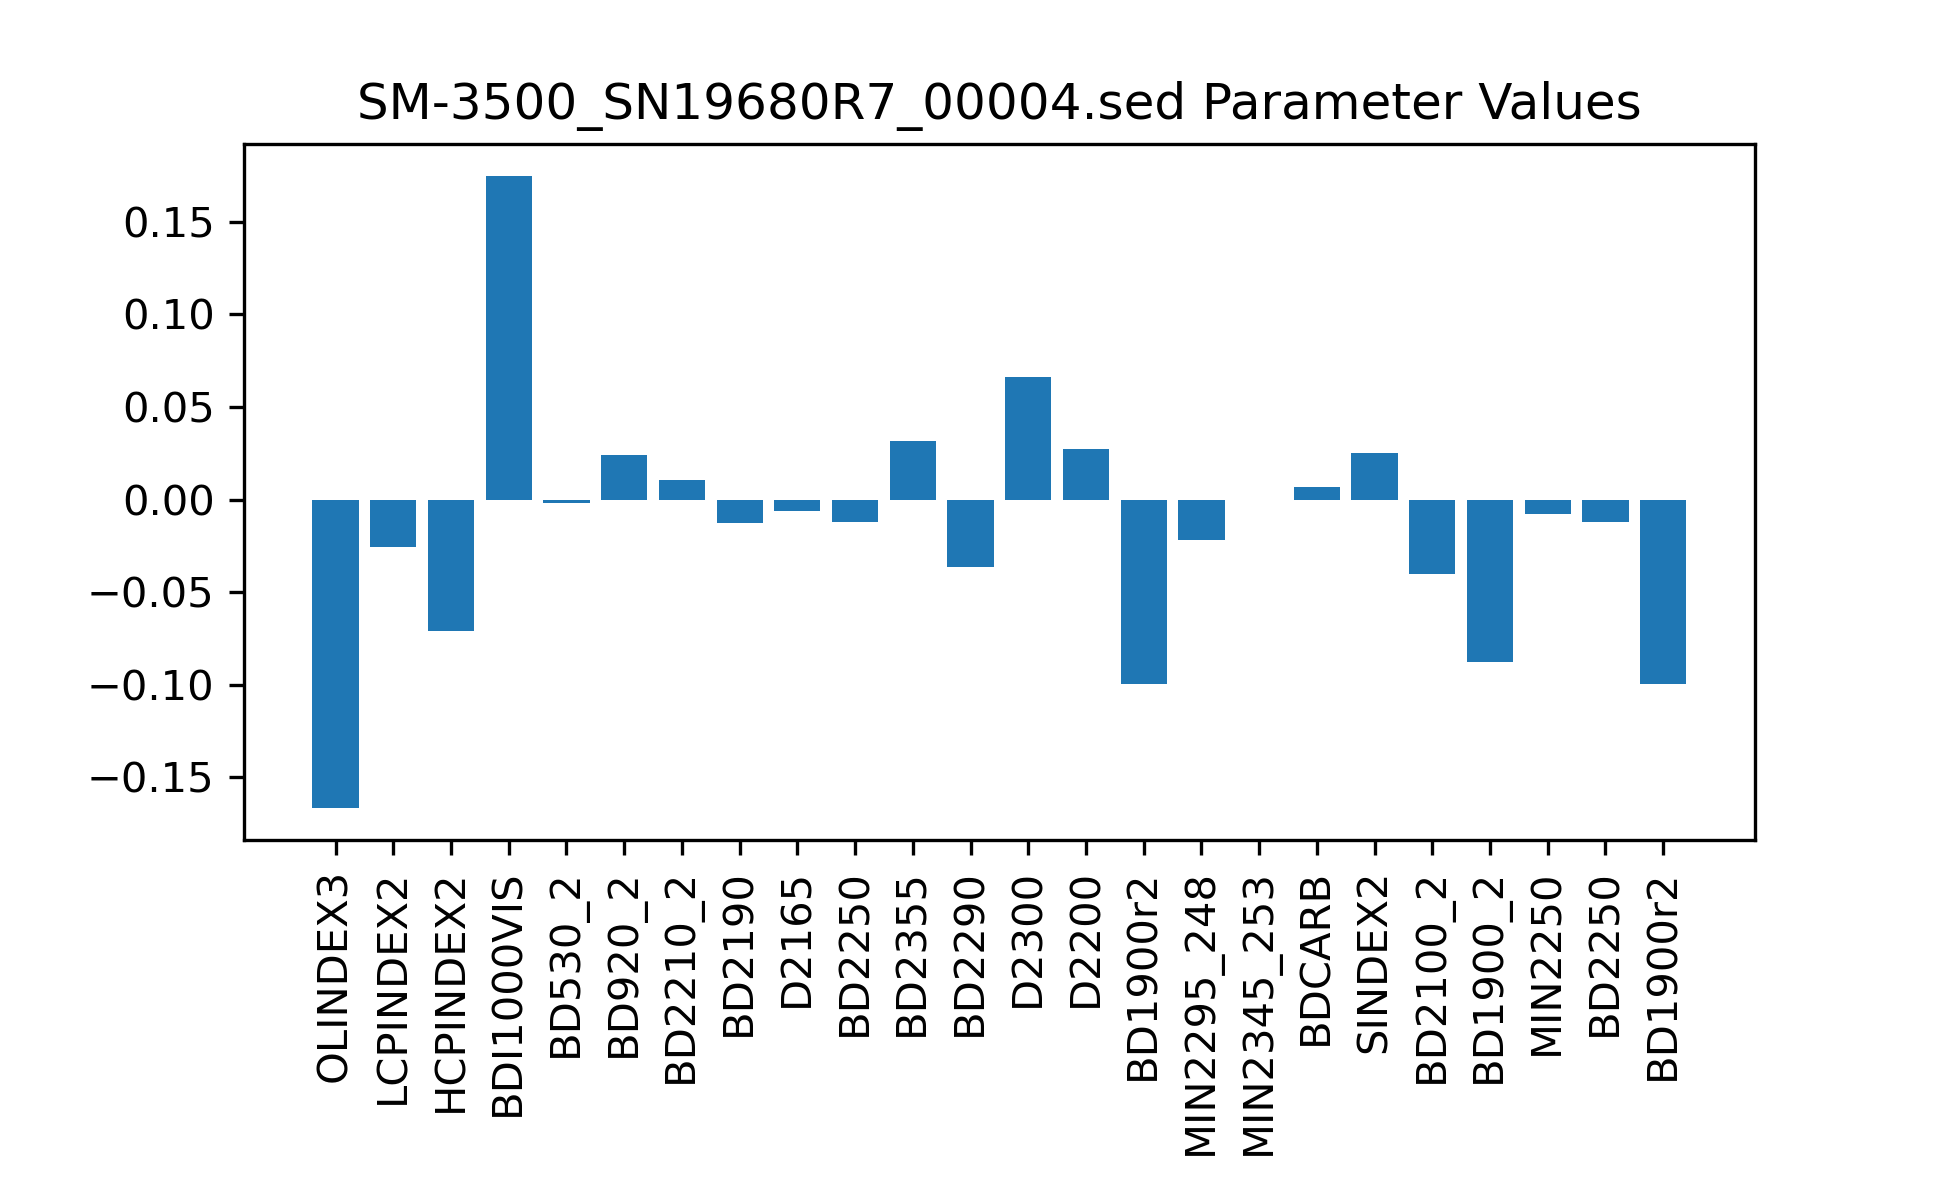 SM-3500_SN19680R7_00004.sed Parameter Values
0.15
0.10
0.05
0.00
−0.05
−0.10
−0.15
OLINDEX3
LCPINDEX2
HCPINDEX2
BDI1000VIS
BD530_2
BD920_2
BD2210_2
BD2190
D2165
BD2250
BD2355
BD2290
D2300
D2200
BD1900r2
MIN2295_248
MIN2345_253
BDCARB
SINDEX2
BD2100_2
BD1900_2
MIN2250
BD2250
BD1900r2